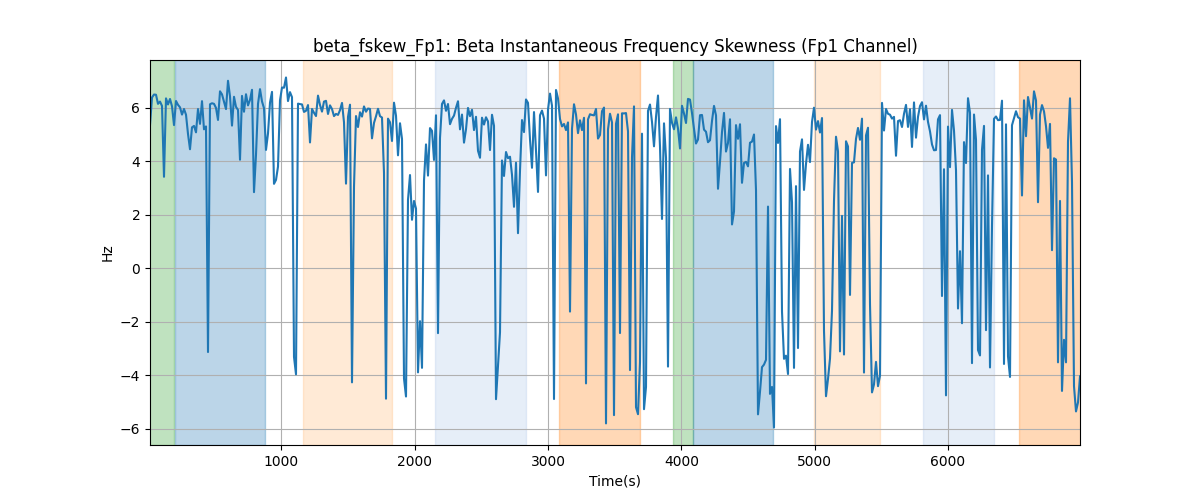 beta_fskew_Fp1: Beta Instantaneous Frequency Skewness (Fp1 Channel)
Hz
6
4
2
0
−2
−4
−6
1000 2000 3000 4000 5000 6000
Time(s)